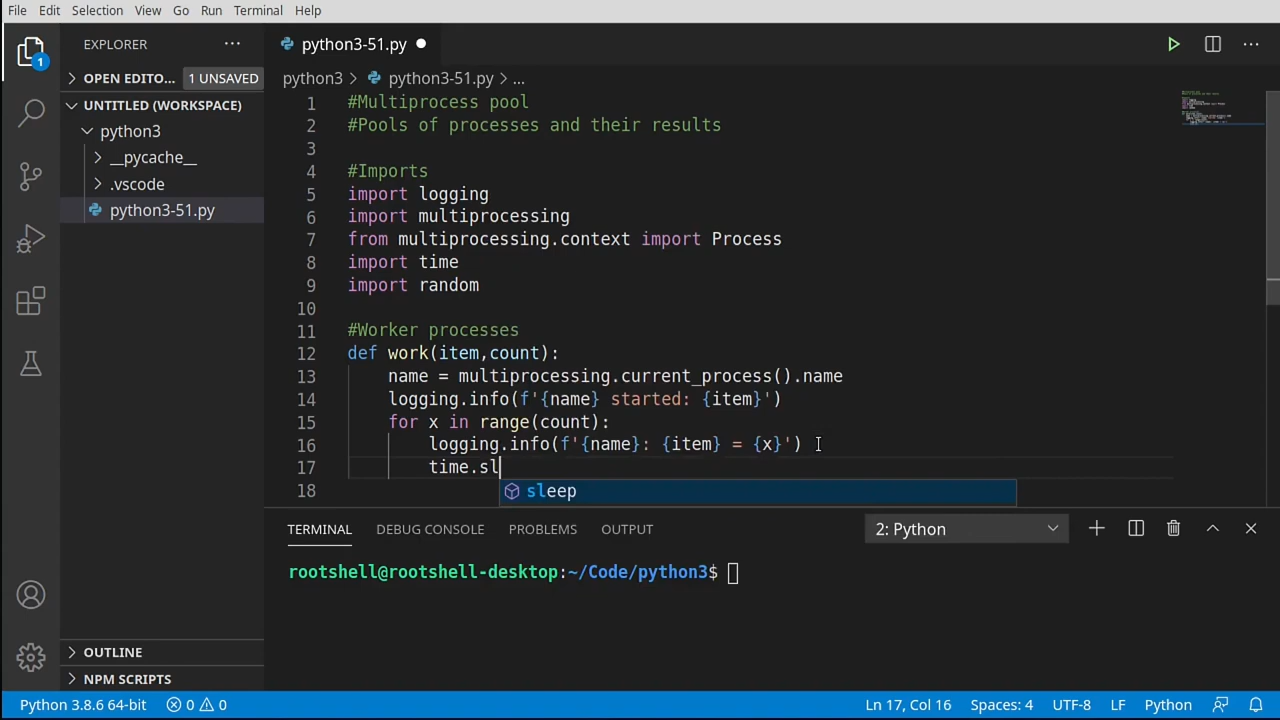 File Edit Selection View Go Run Terminal Help
EXPLORER
1
OPEN EDITO... 1 UNSAVED
UNTITLED (WORKSPACE)
python3
__pycache__
.vscode
python3-51.py
OUTLINE
NPM SCRIPTS
python3-51.py
python3 > python3-51.py > ...
1 #Multiprocess pool
2 #Pools of processes and their results
3
4 #Imports
5 import logging
6 import multiprocessing
7 from multiprocessing.context import Process
8 import time
9 import random
10
11 #Worker processes
12 def work(item,count):
13 name = multiprocessing.current_process().name
14 logging.info(f'{name} started: {item}')
15 for x in range(count):
16 logging.info(f'{name}: {item} = {x}')
17 time.sl
18 sleep
TERMINAL DEBUG CONSOLE PROBLEMS OUTPUT 2: Python
rootshell@rootshell-desktop:~/Code/python3$
Python 3.8.6 64-bit 0 0 Ln 17, Col 16 Spaces: 4 UTF-8 LF Python